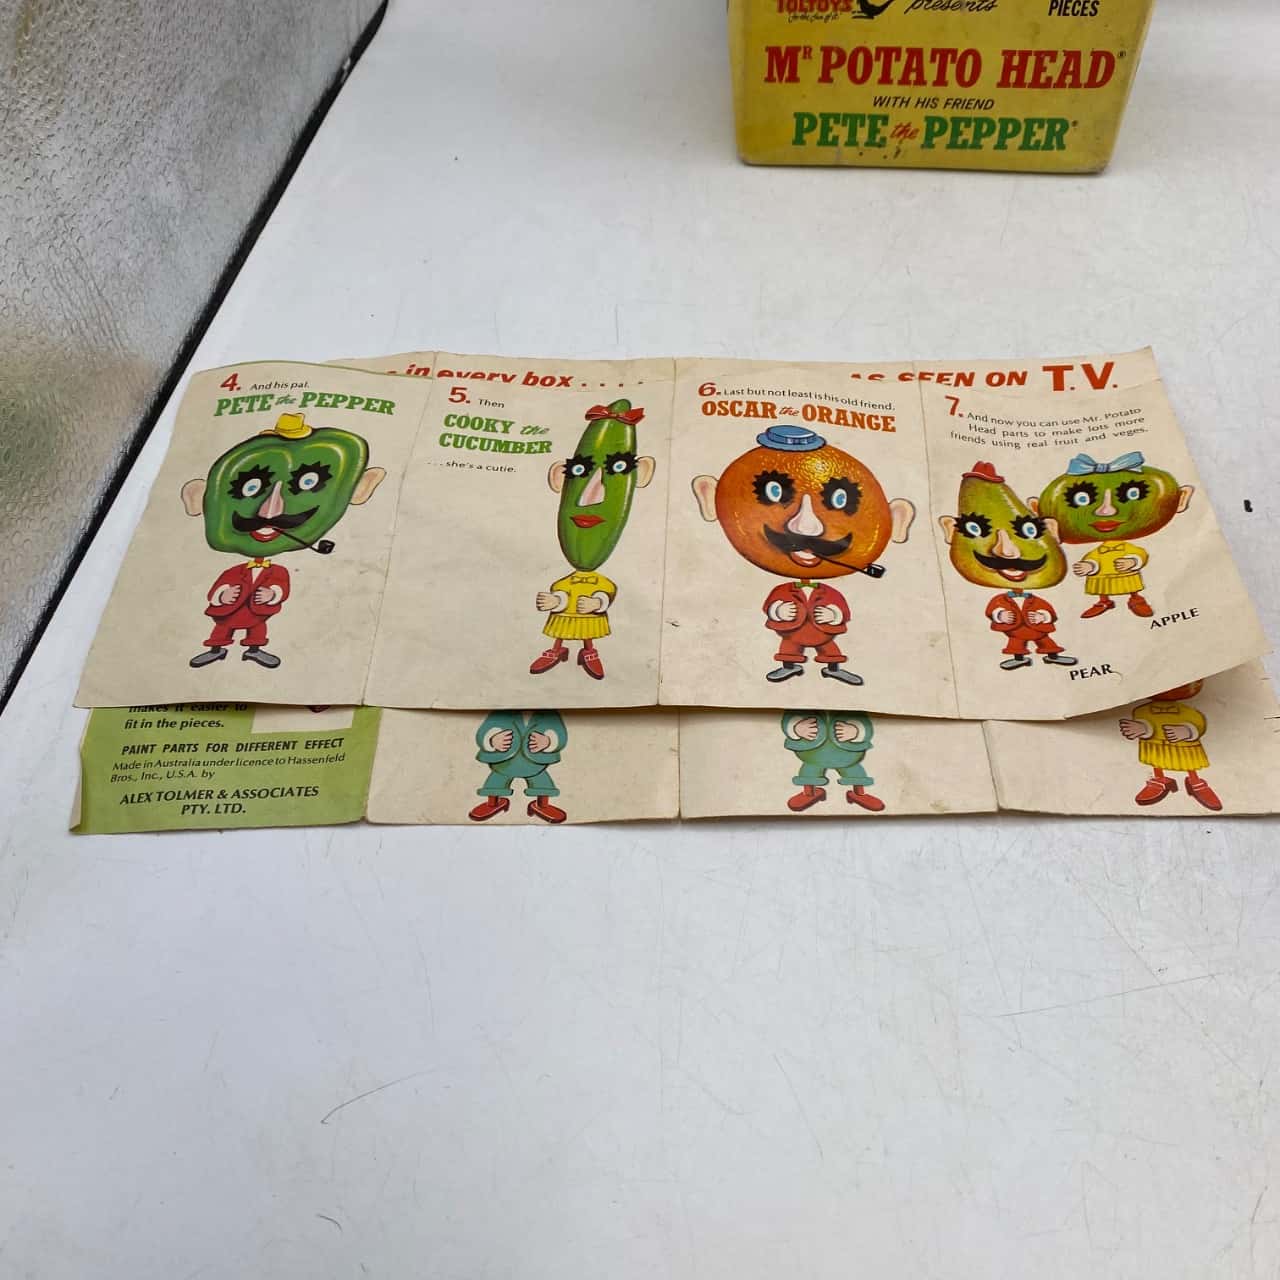 TOLTOYS
presents
PIECES
MR POTATO HEAD®
WITH HIS FRIEND
PETE the PEPPER®
in every box . . . .
AS SEEN ON T.V.
4. And his pal.
PETE the PEPPER
5. Then
COOKY the
CUCUMBER
. . . she's a cutie.
6. Last but not least is his old friend.
OSCAR the ORANGE
7. And now you can use Mr. Potato
Head parts to make lots more
friends using real fruit and veges.
APPLE
PEAR
makes it easier to
fit in the pieces.
PAINT PARTS FOR DIFFERENT EFFECT
Made in Australia under licence to Hassenfeld
Bros., Inc., U.S.A. by
ALEX TOLMER & ASSOCIATES
PTY. LTD.